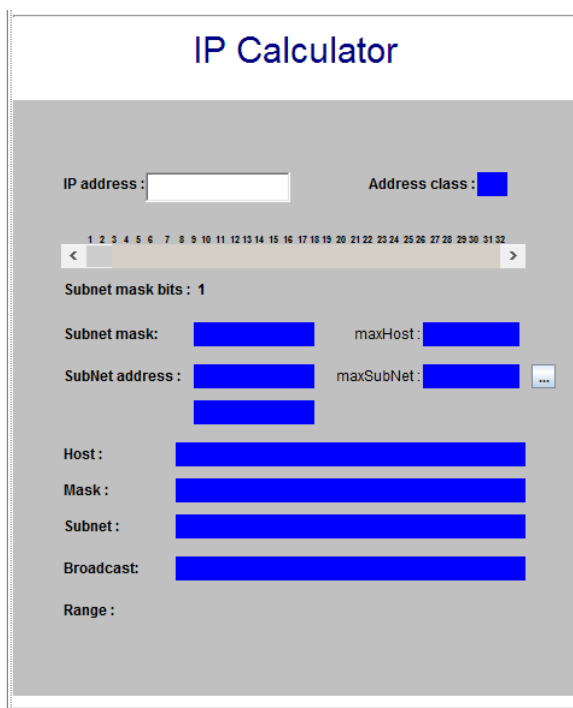 IP Calculator
IP address : Address class :
1 2 3 4 5 6 7 8 9 10 11 12 13 14 15 16 17 18 19 20 21 22 23 24 25 26 27 28 29 30 31 32
< >
Subnet mask bits : 1
Subnet mask: maxHost :
SubNet address : maxSubNet : ...
Host :
Mask :
Subnet :
Broadcast:
Range :